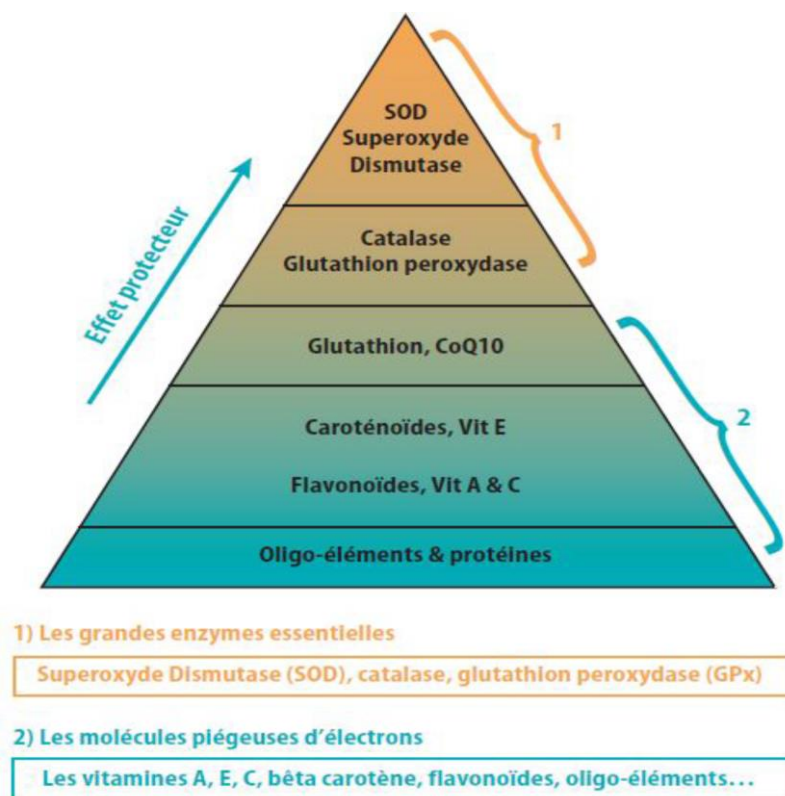 SOD
Superoxyde
Dismutase
1
Effet protecteur
Catalase
Glutathion peroxydase
Glutathion, CoQ10
2
Caroténoïdes, Vit E
Flavonoïdes, Vit A & C
Oligo-éléments & protéines
1) Les grandes enzymes essentielles
Superoxyde Dismutase (SOD), catalase, glutathion peroxydase (GPx)
2) Les molécules piégeuses d'électrons
Les vitamines A, E, C, bêta carotène, flavonoïdes, oligo-éléments...